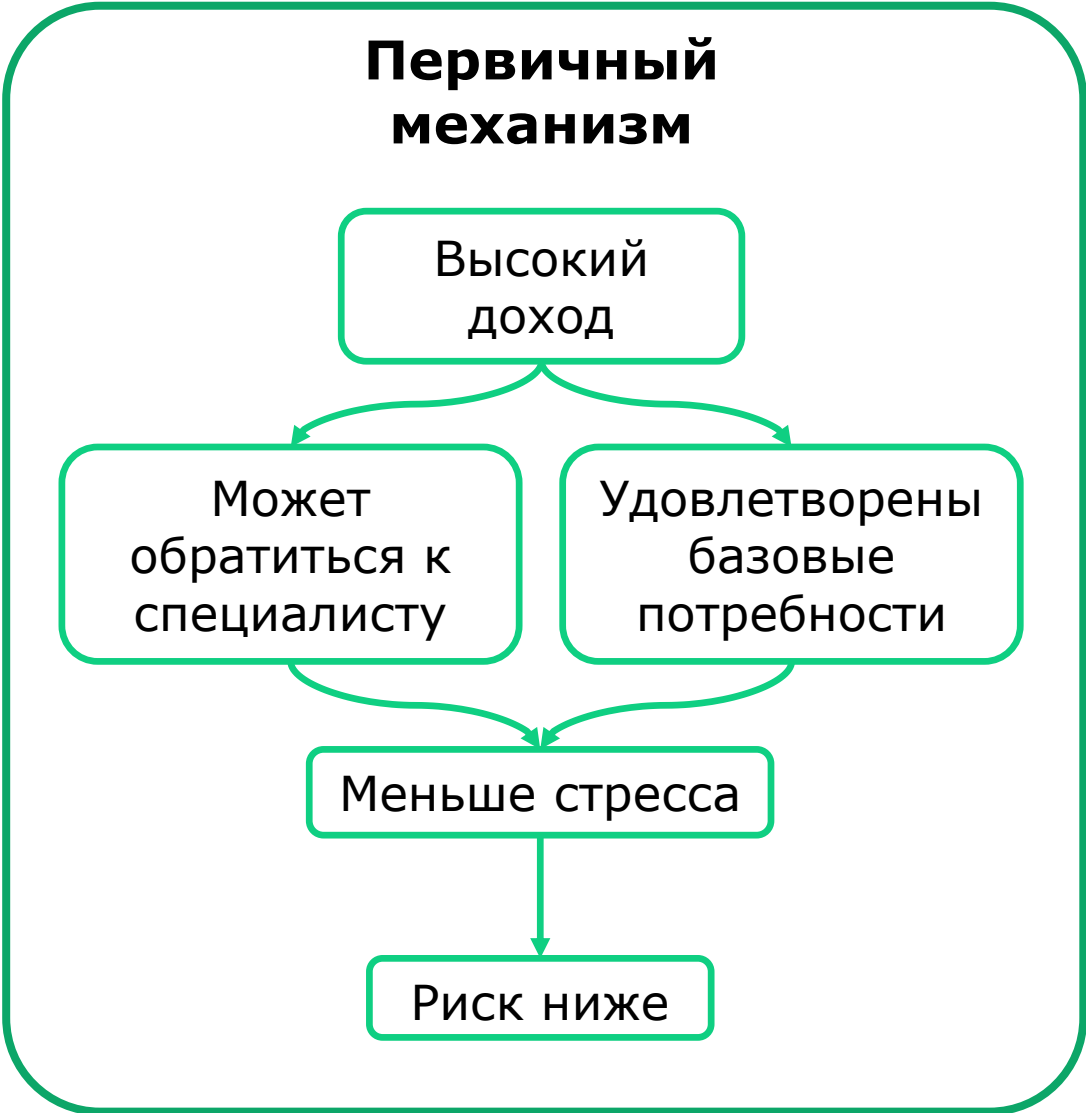 Первичный
механизм
Высокий
доход
Может
обратиться к
специалисту
Удовлетворены
базовые
потребности
Меньше стресса
Риск ниже